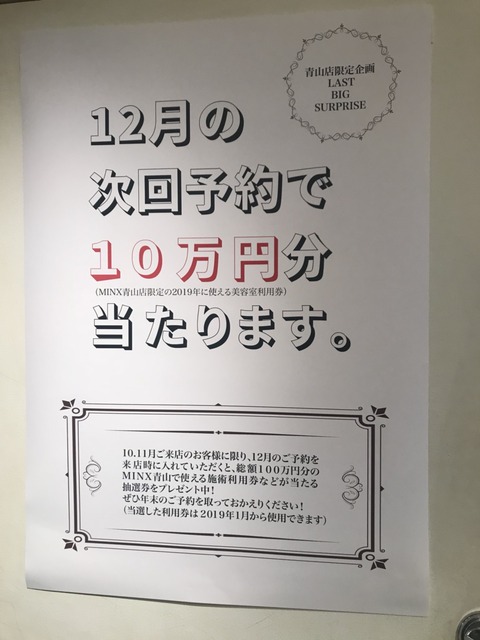 青山店限定企画
LAST
BIG
SURPRISE
12月の
次回予約で
10万円分
（MINX青山店限定の2019年に使える美容室利用券）
当たります。
10.11月ご来店のお客様に限り、12月のご予約を
来店時に入れていただくと、総額100万円分の
MINX青山で使える施術利用券などが当たる
抽選券をプレゼント中！
ぜひ年末のご予約を取っておかえりください！
（当選した利用券は2019年1月から使用できます）